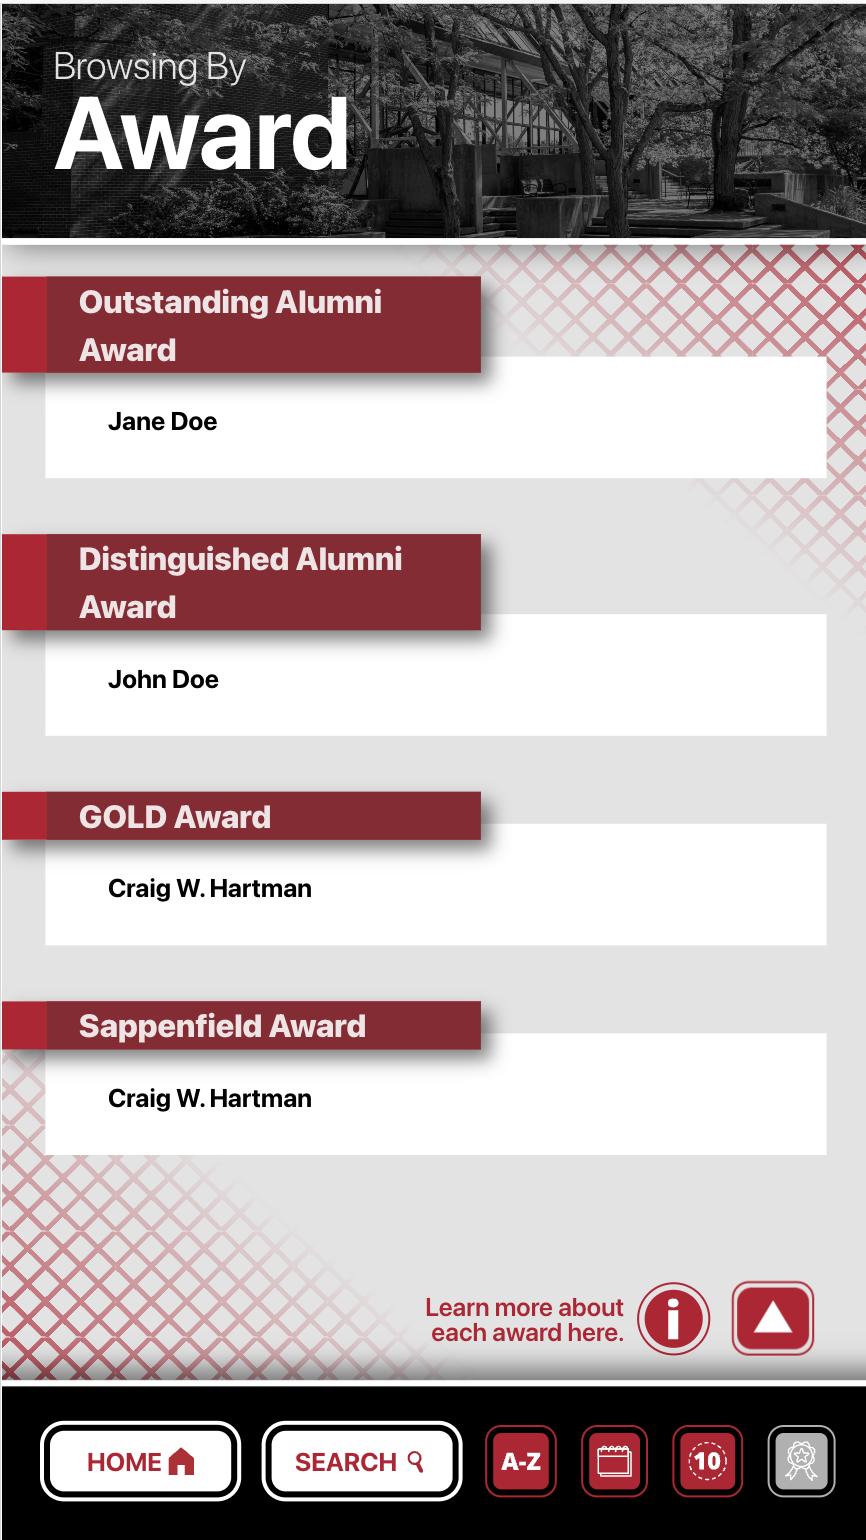 Browsing By
Award
Outstanding Alumni
Award
Jane Doe
Distinguished Alumni
Award
John Doe
GOLD Award
Craig W. Hartman
Sappenfield Award
Craig W. Hartman
Learn more about
each award here.
i
HOME
SEARCH
A-Z
10